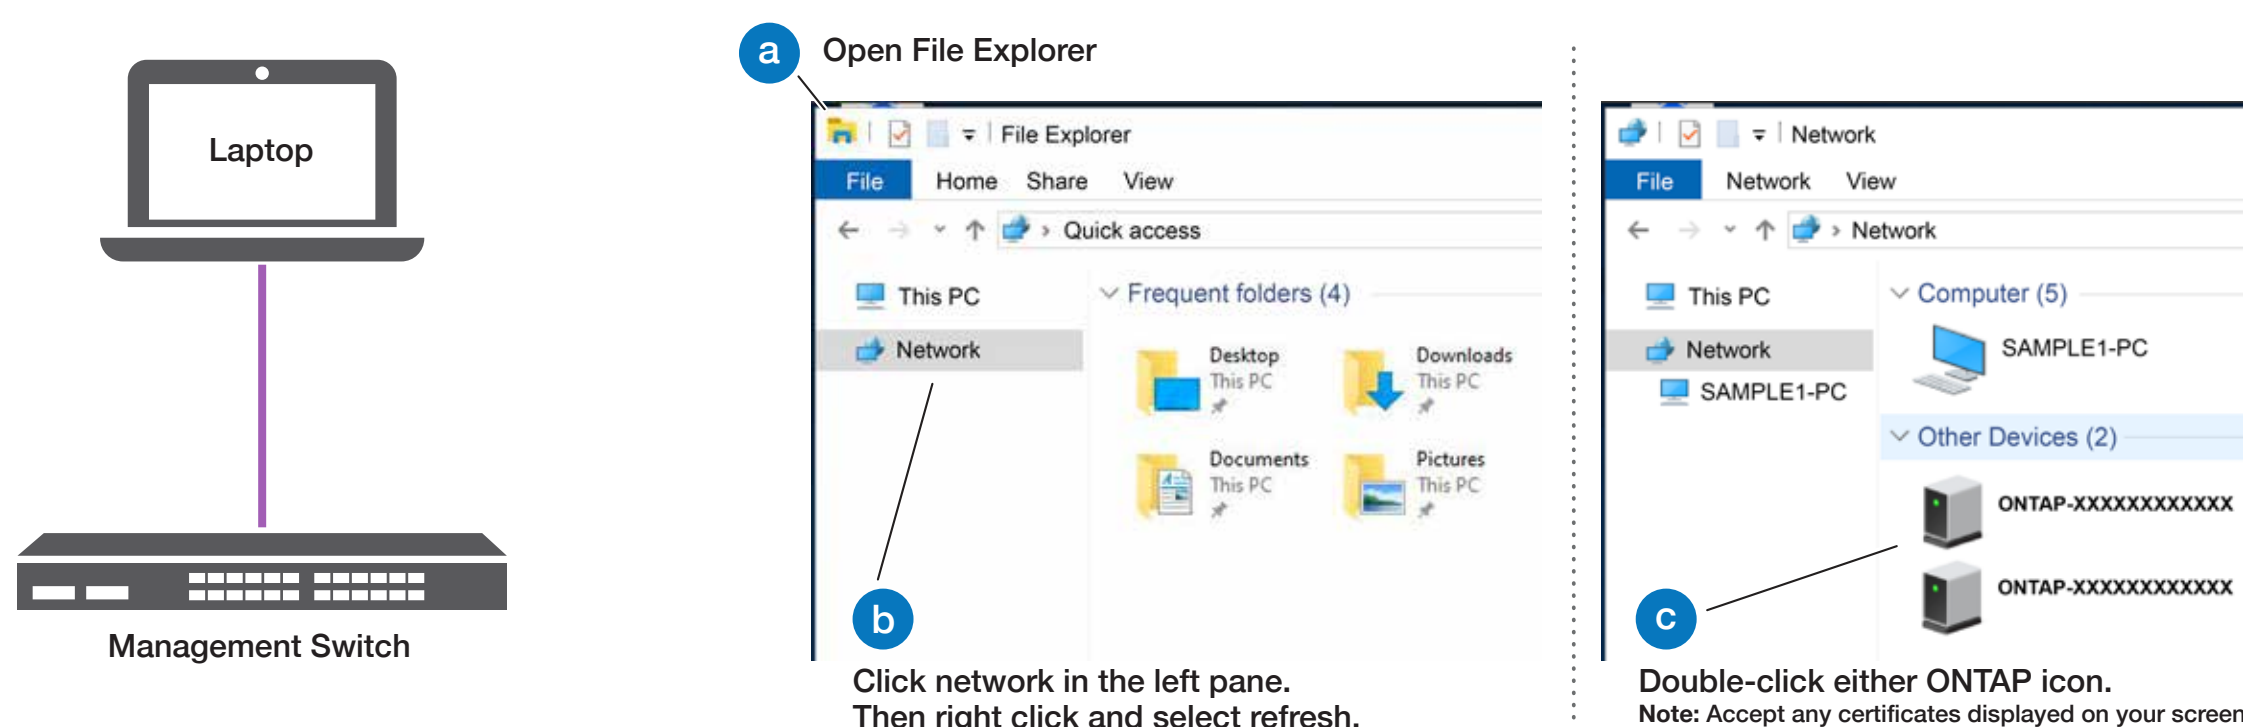 Laptop
Management Switch
a Open File Explorer
File Explorer
File Home Share View
Quick access
This PC
Network
Frequent folders (4)
Desktop
This PC
Downloads
This PC
Documents
This PC
Pictures
This PC
b
Click network in the left pane.
Then right click and select refresh.
Network
File Network View
Network
This PC
Network
SAMPLE1-PC
Computer (5)
SAMPLE1-PC
Other Devices (2)
ONTAP-XXXXXXXXXXXX
ONTAP-XXXXXXXXXXXX
c
Double-click either ONTAP icon.
Note: Accept any certificates displayed on your screen